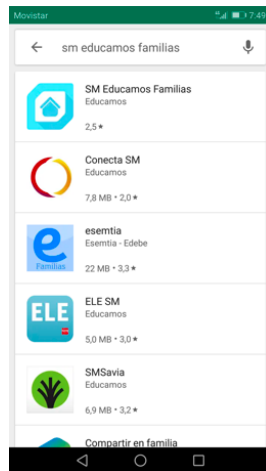 Movistar 7:49
sm educamos familias
SM Educamos Familias
Educamos
2,5★
Conecta SM
Educamos
7,8 MB • 2,0★
e
Familias
esemtia
Esemtia - Edebe
22 MB • 3,3★
ELE
ELE SM
Educamos
5,0 MB • 3,0★
SMSavia
Educamos
6,9 MB • 3,2★
Compartir en familia